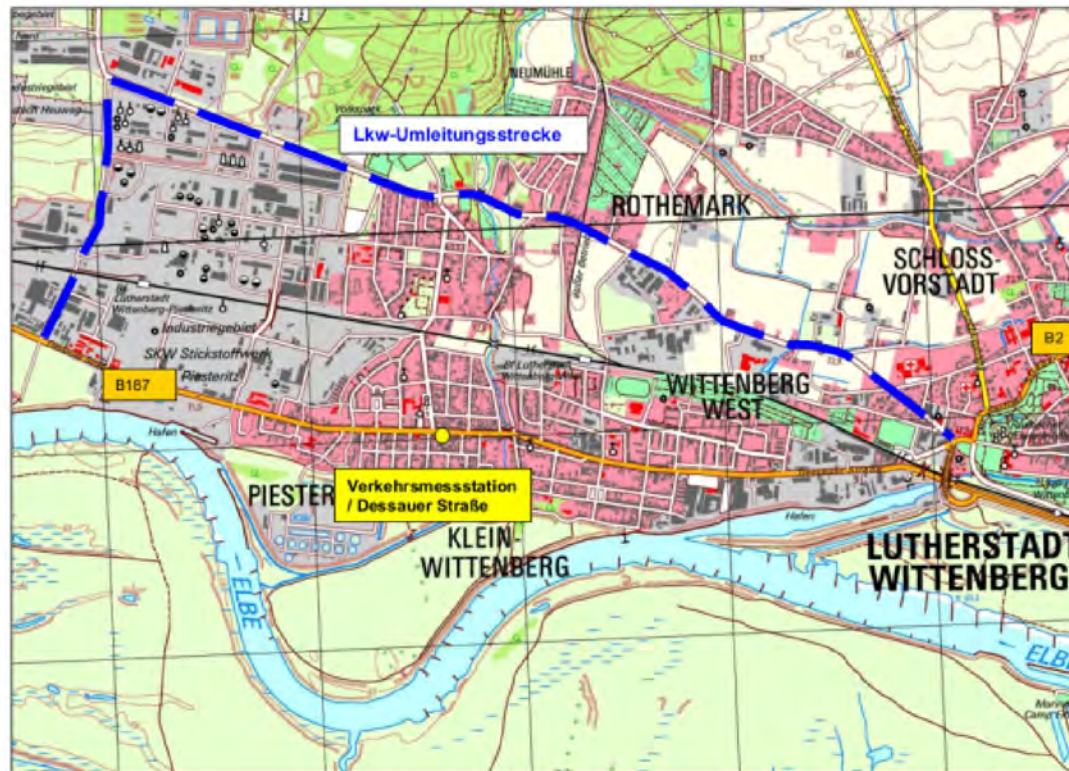 NEUMÜHLE
Lkw-Umleitungsstrecke
ROTHEMARK
SCHLOSS-
VORSTADT
Lutherstadt
Wittenberg-Piesteritz
Industriegebiet
SKW Stickstoffwerk
Piesteritz
B187
B2
WITTENBERG
WEST
Hafen
Verkehrsmessstation
/ Dessauer Straße
PIESTER
KLEIN-
WITTENBERG
Hafen
LUTHERSTADT
WITTENBERG
ELBE
ELBE